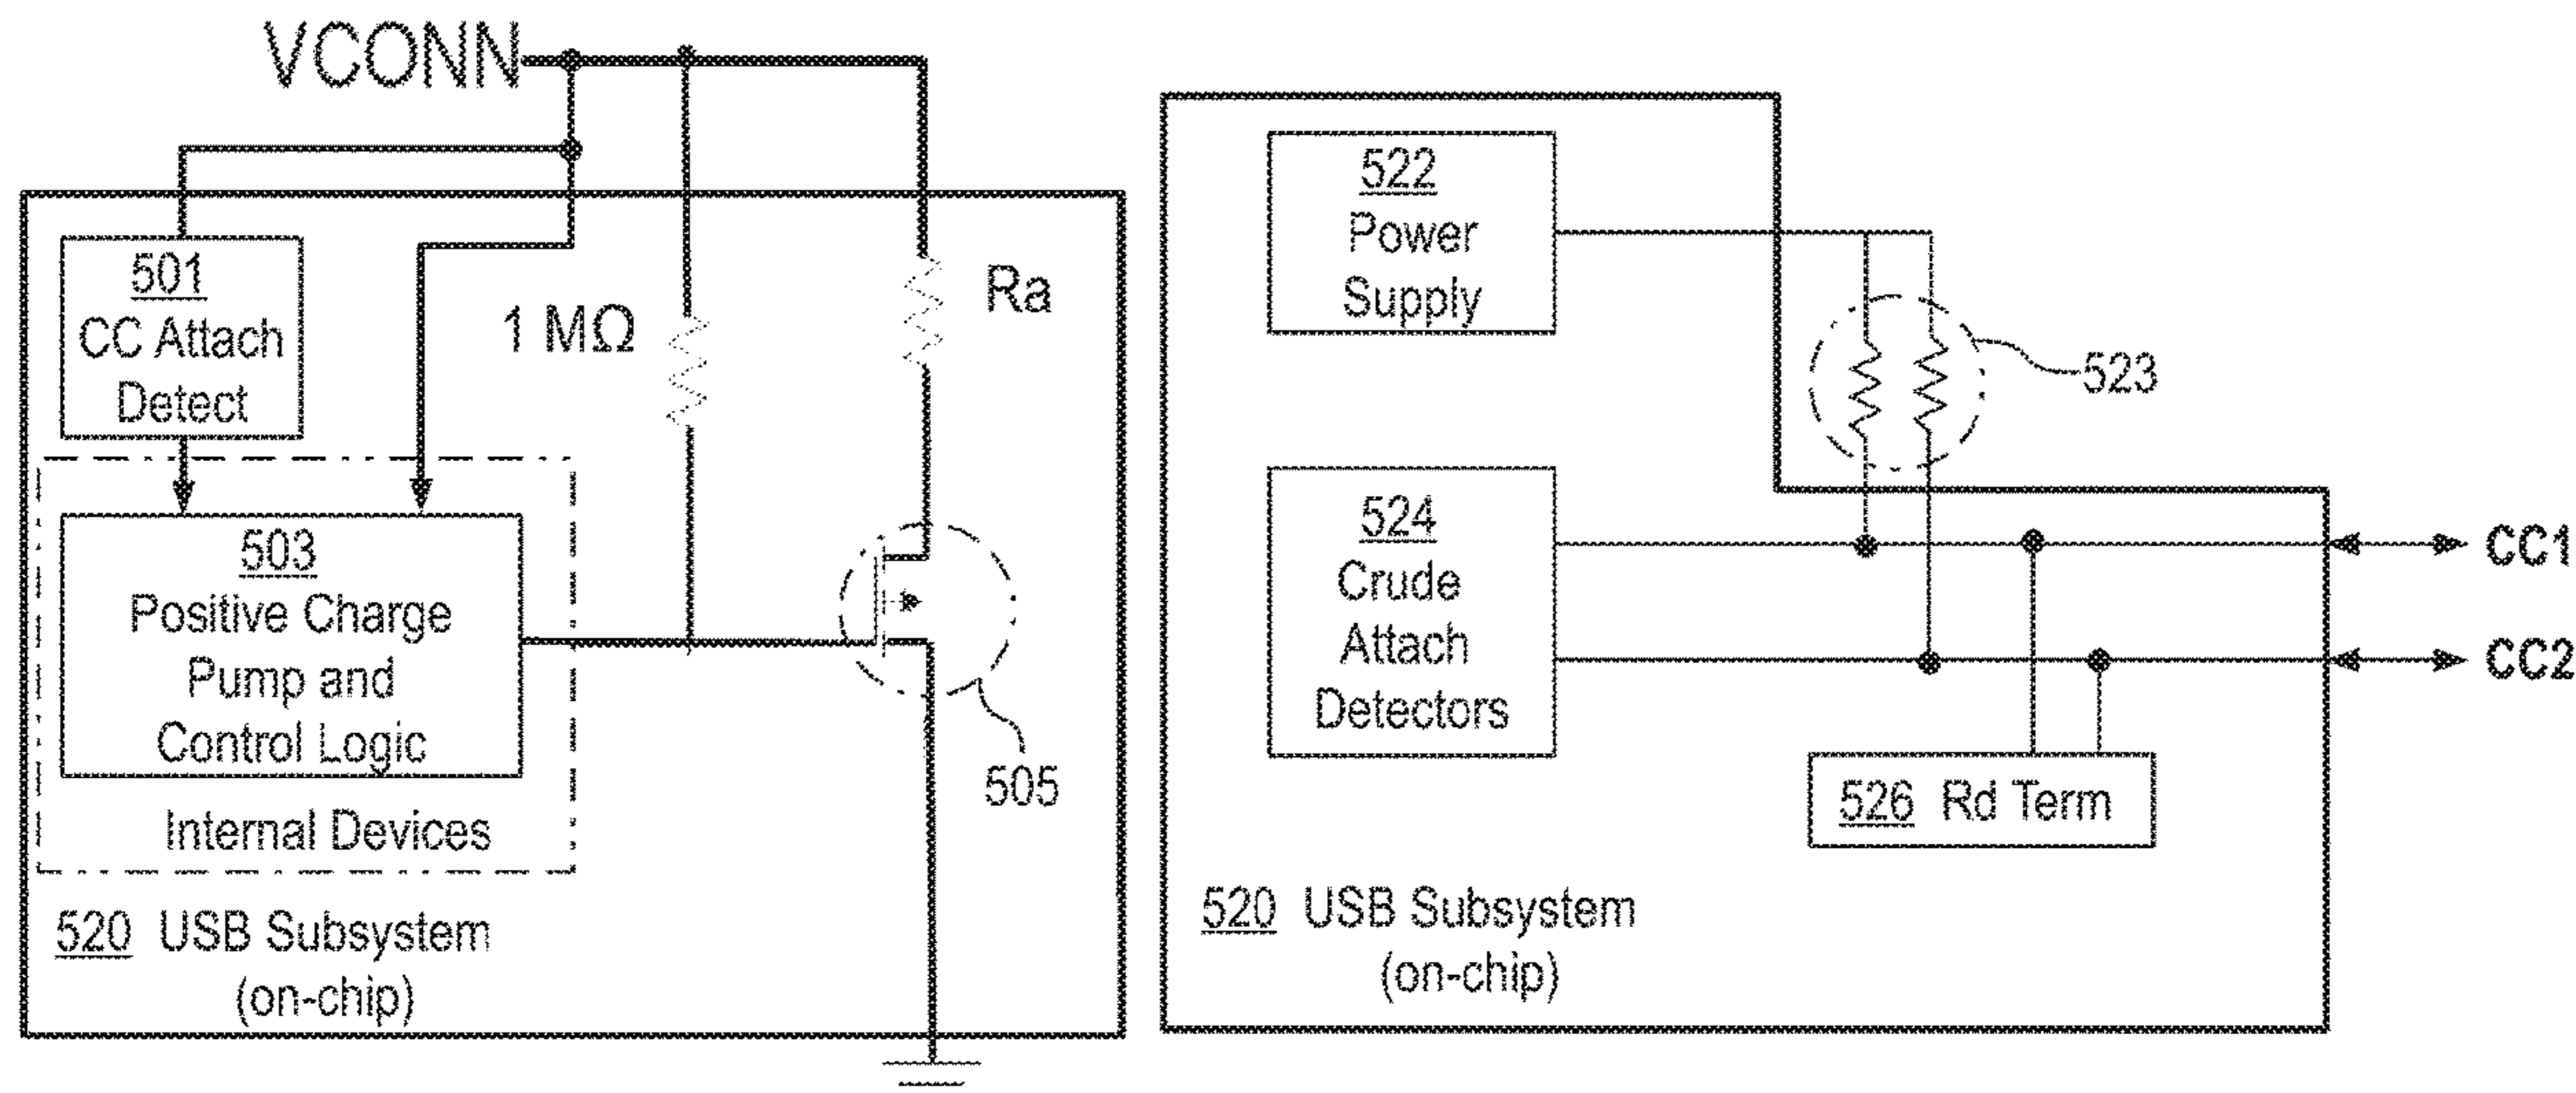 VCONN
501
CC Attach
Detect
1 MΩ
Ra
503
Positive Charge
Pump and
Control Logic
Internal Devices
505
520 USB Subsystem
(on-chip)
522
Power
Supply
523
524
Crude
Attach
Detectors
CC1
CC2
526 Rd Term
520 USB Subsystem
(on-chip)